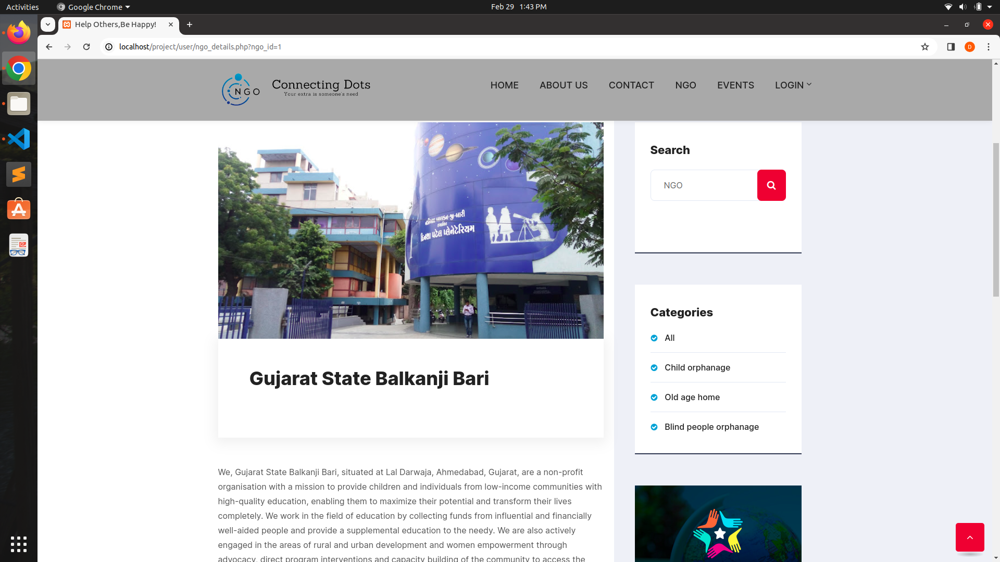 Activities
Google Chrome
Feb 29 1:43 PM
Help Others,Be Happy!
localhost/project/user/ngo_details.php?ngo_id=1
D
NGO
Connecting Dots
Your extra is someone's need
HOME
ABOUT US
CONTACT
NGO
EVENTS
LOGIN
નડીઆદ બાલકન-જી-બારી
સંચાલિત
દિનશા પટેલ પ્લેનેટેરિયમ
Search
NGO
Gujarat State Balkanji Bari
Categories
All
Child orphanage
Old age home
Blind people orphanage
We, Gujarat State Balkanji Bari, situated at Lal Darwaja, Ahmedabad, Gujarat, are a non-profit
organisation with a mission to provide children and individuals from low-income communities with
high-quality education, enabling them to maximize their potential and transform their lives
completely. We work in the field of education by collecting funds from influential and financially
well-aided people and provide a supplemental education to the needy. We are also actively
engaged in the areas of rural and urban development and women empowerment through
advocacy, direct program interventions and capacity building of the community to access the